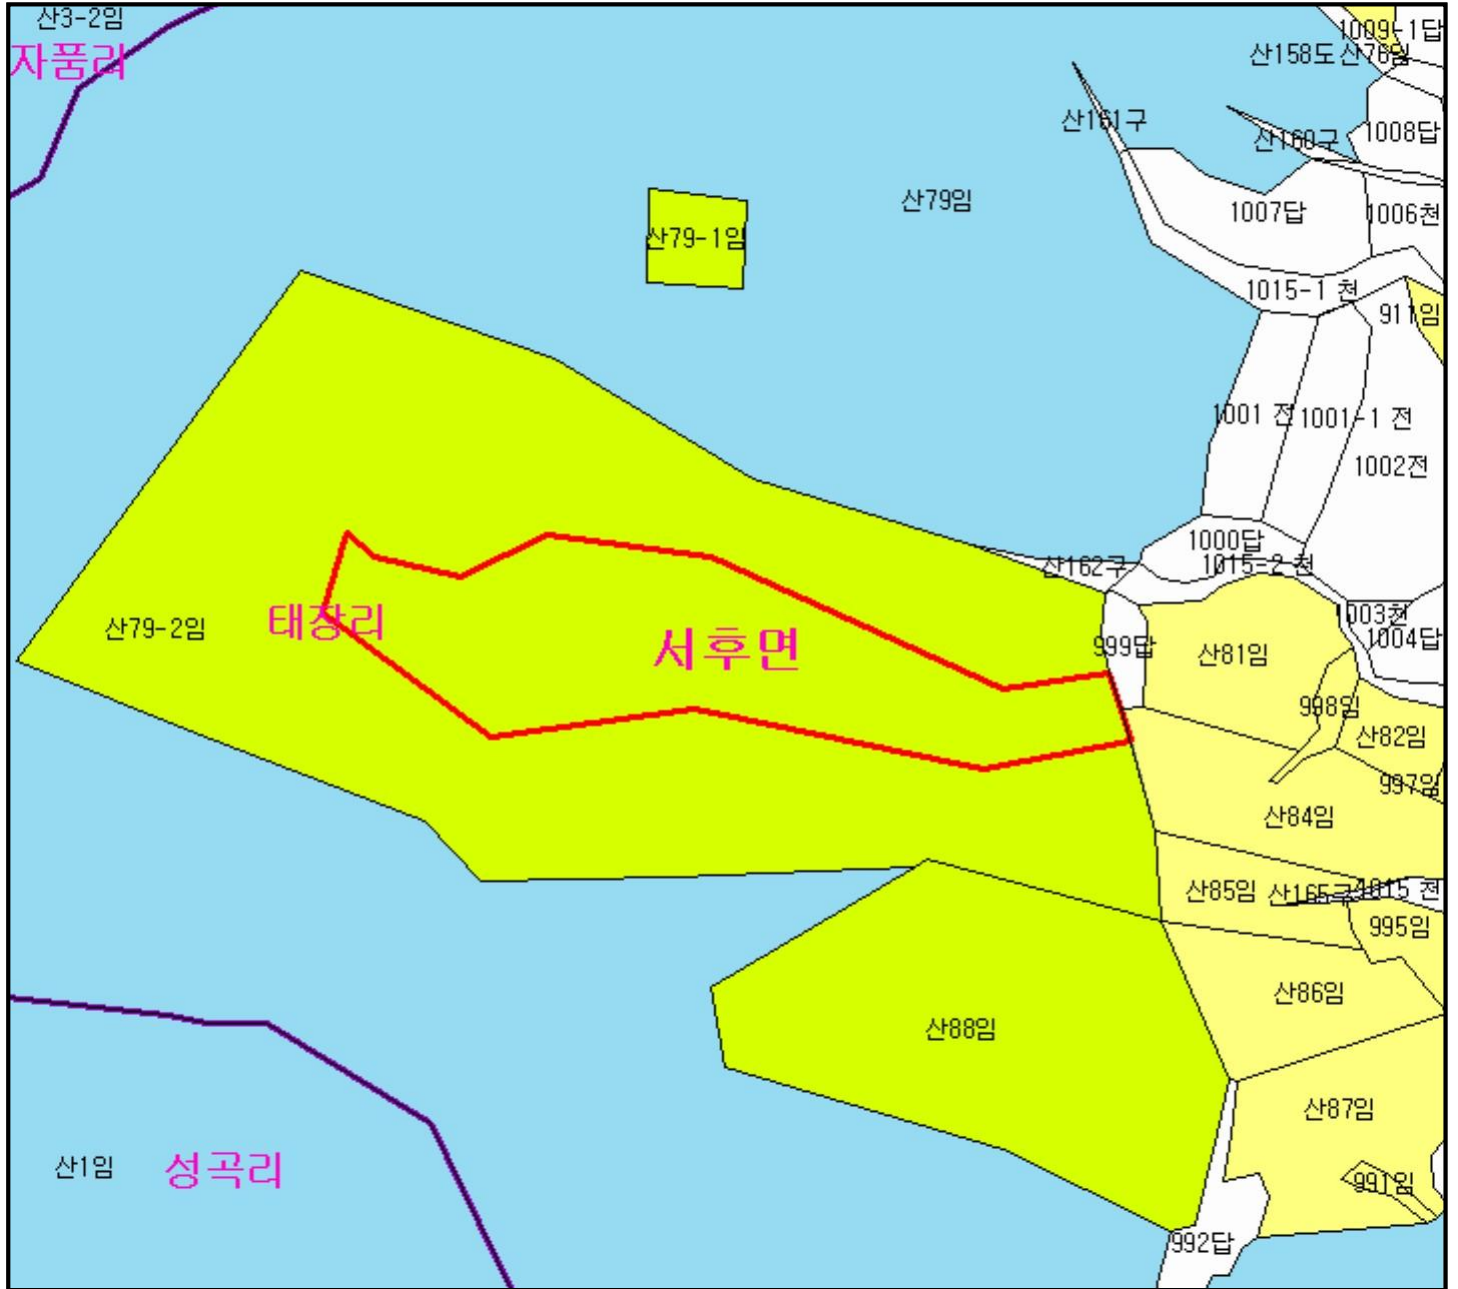 산3-2임
자품리
1009-1답
산158도
산76임
산161구
산160구
1008답
산79임
산79-1임
1007답
1006천
1015-1 천
911임
1001 전
1001-1 전
1002전
1000답
산162구
1015-2 천
1003천
1004답
산79-2임
태장리
서후면
999답
산81임
998임
산82임
997임
산84임
산85임
산165구
1015 천
995임
산86임
산88임
산87임
산1임
성곡리
991임
992답